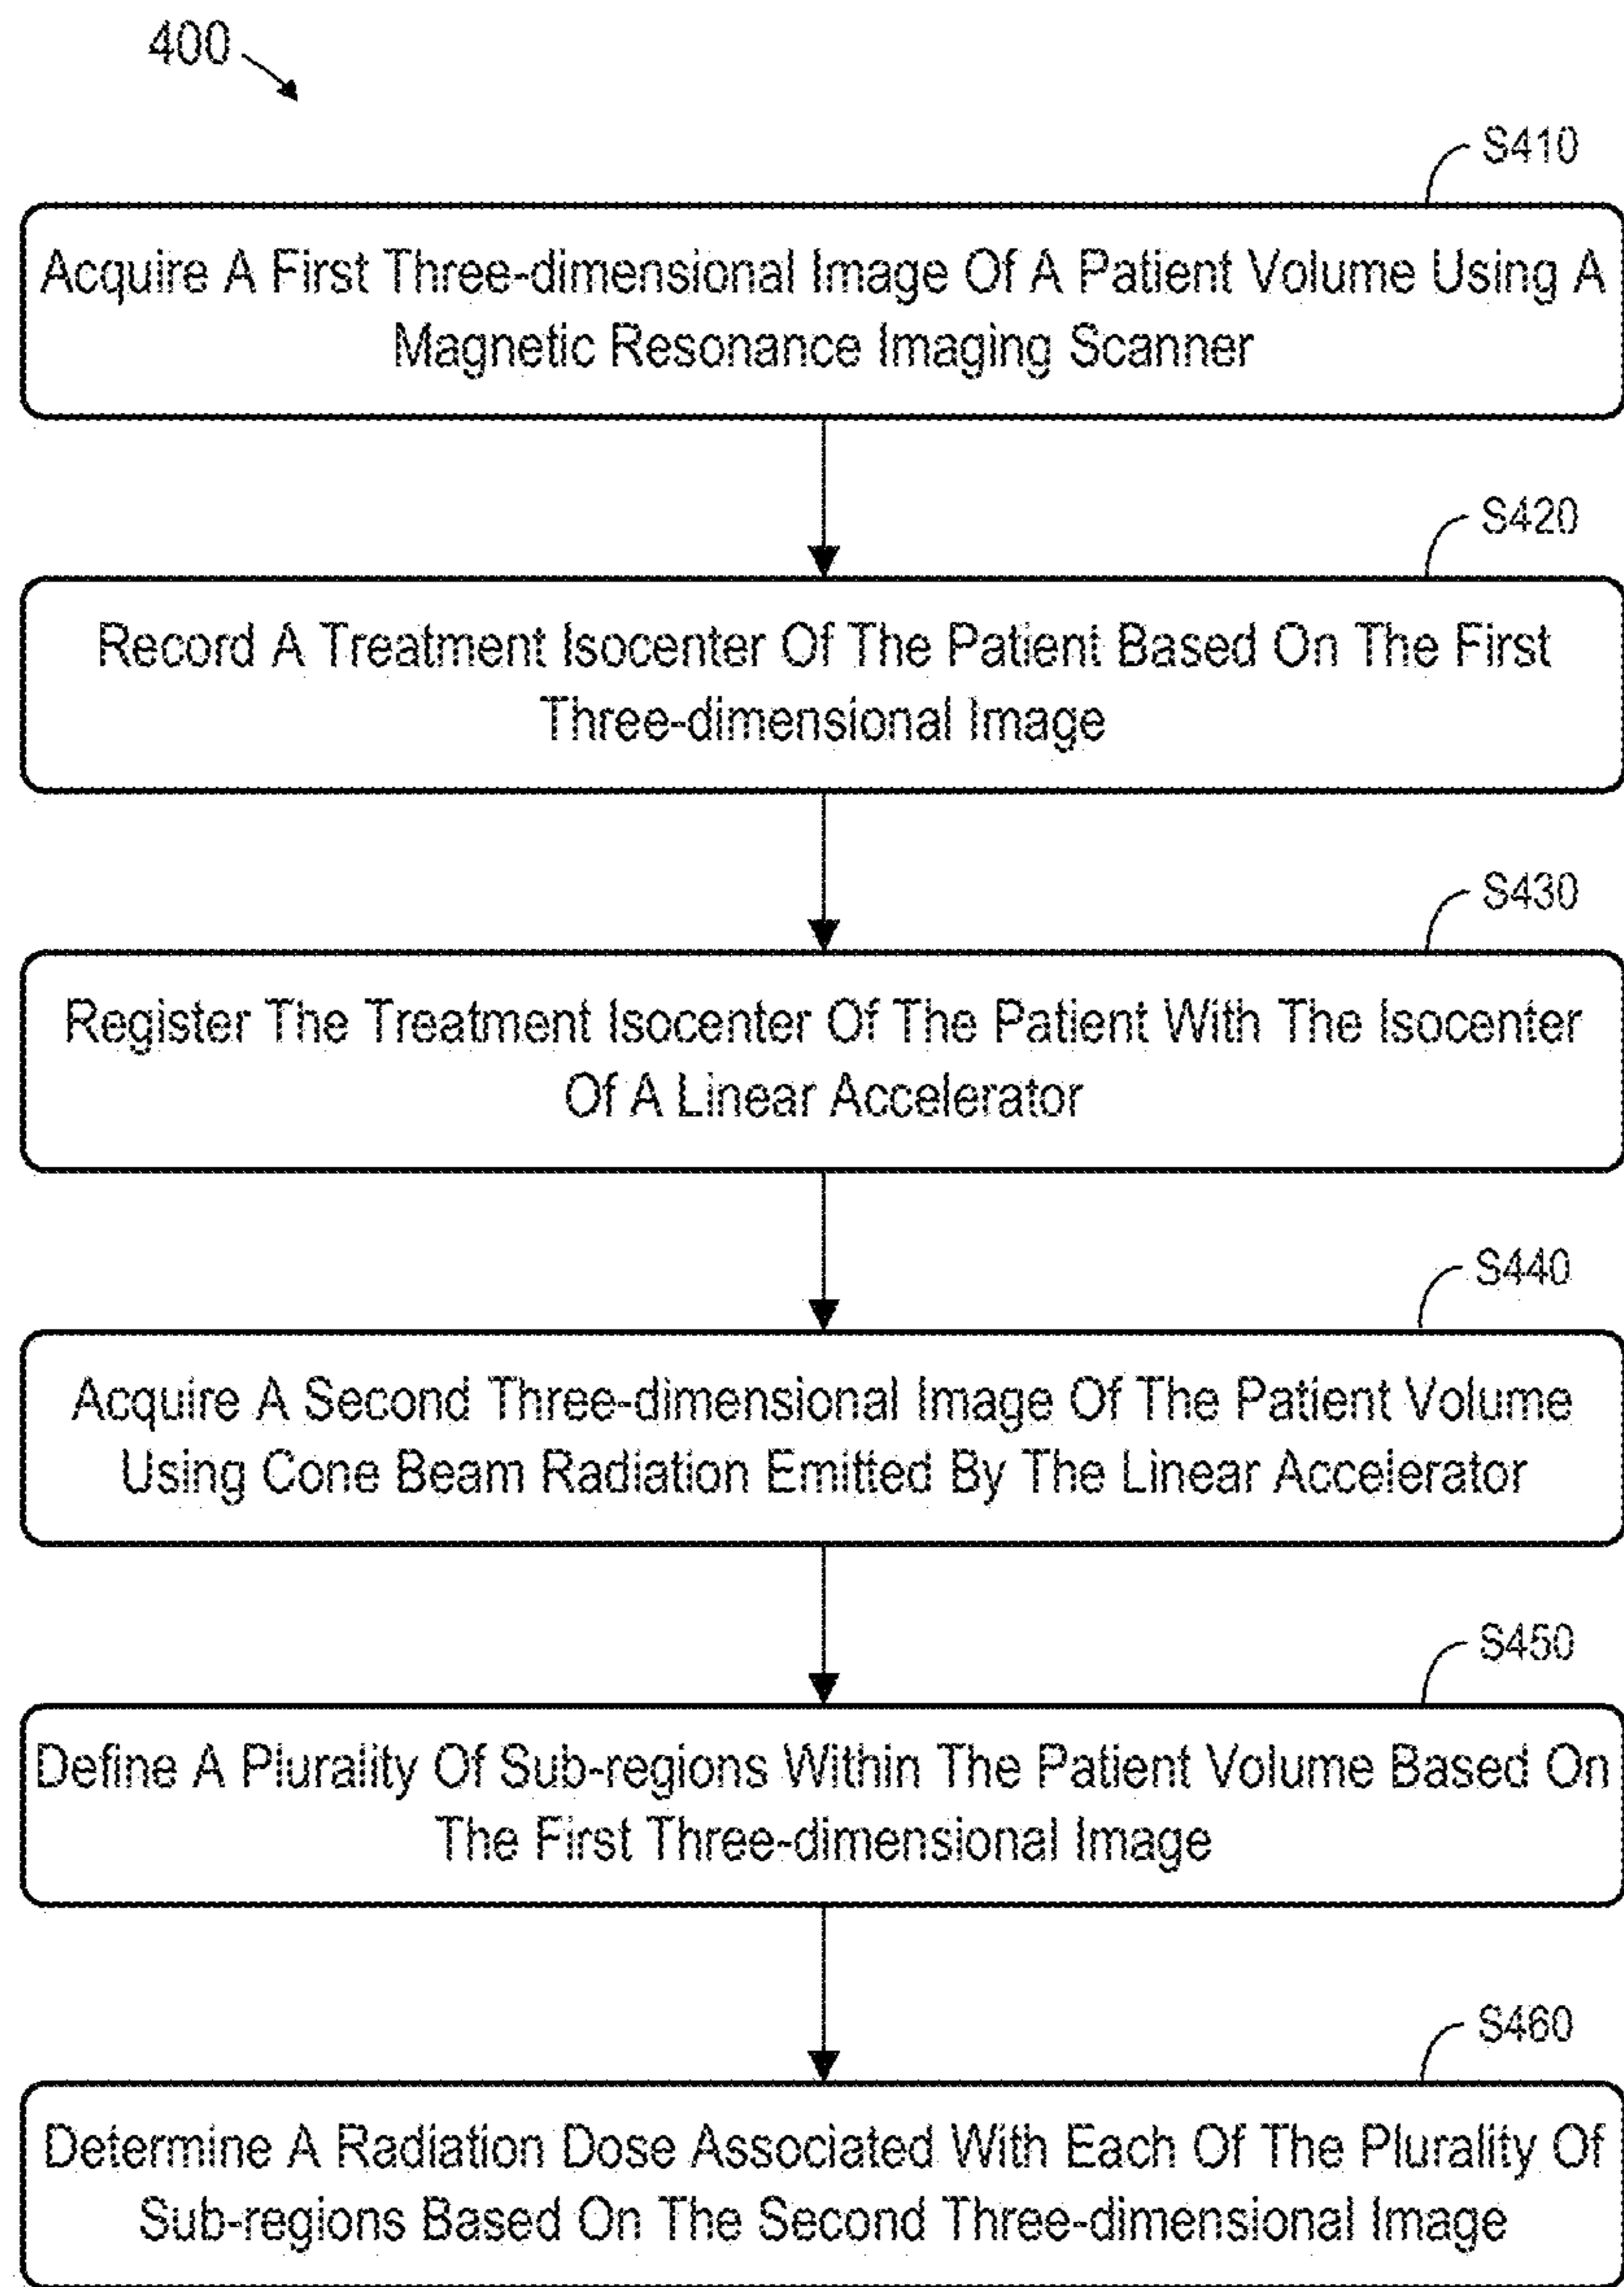 400
S410
Acquire A First Three-dimensional Image Of A Patient Volume Using A
Magnetic Resonance Imaging Scanner
S420
Record A Treatment Isocenter Of The Patient Based On The First
Three-dimensional Image
S430
Register The Treatment Isocenter Of The Patient With The Isocenter
Of A Linear Accelerator
S440
Acquire A Second Three-dimensional Image Of The Patient Volume
Using Cone Beam Radiation Emitted By The Linear Accelerator
S450
Define A Plurality Of Sub-regions Within The Patient Volume Based On
The First Three-dimensional Image
S460
Determine A Radiation Dose Associated With Each Of The Plurality Of
Sub-regions Based On The Second Three-dimensional Image